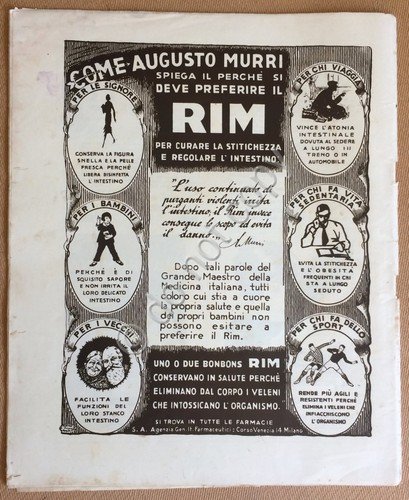 COME AUGUSTO MURRI
SPIEGA IL PERCHÉ SI
DEVE PREFERIRE IL
RIM
PER CURARE LA STITICHEZZA
E REGOLARE L'INTESTINO
"L'uso continuato di
purganti violenti irrita
l'intestino, il Rim invece
consegue lo scopo ed evita
il danno..."
A. Murri
Dopo tali parole del
Grande Maestro della
Medicina italiana, tutti
coloro cui sta a cuore
la propria salute e quella
dei propri bambini non
possono esitare a
preferire il Rim.
UNO O DUE BONBONS RIM
CONSERVANO IN SALUTE PERCHÈ
ELIMINANO DAL CORPO I VELENI
CHE INTOSSICANO L'ORGANISMO.
SI TROVA IN TUTTE LE FARMACIE
S. A. Agenzia Gen. It. Farmaceutici: Corso Venezia 14 Milano
PER LE SIGNORE
CONSERVA LA FIGURA
SNELLA E LA PELLE
FRESCA PERCHÉ
LIBERA DISINFETTA
L'INTESTINO
PER I BAMBINI
PERCHÈ È DI
SQUISITO SAPORE
E NON IRRITA IL
LORO DELICATO
INTESTINO
PER I VECCHI
FACILITA LE
FUNZIONI DEL
LORO STANCO
INTESTINO
PER CHI VIAGGIA
VINCE L'ATONIA
INTESTINALE
DOVUTA AL SEDERE
A LUNGO IN
TRENO O IN
AUTOMOBILE
PER CHI FA VITA
SEDENTARIA
EVITA LA STITICHEZZA
E L'OBESITÀ
FREQUENTI IN CHI
STA A LUNGO
SEDUTO
PER CHI FA DELLO
SPORT
RENDE PIÙ AGILI E
RESISTENTI PERCHÈ
ELIMINA I VELENI CHE
INFIACCHISCONO
L'ORGANISMO